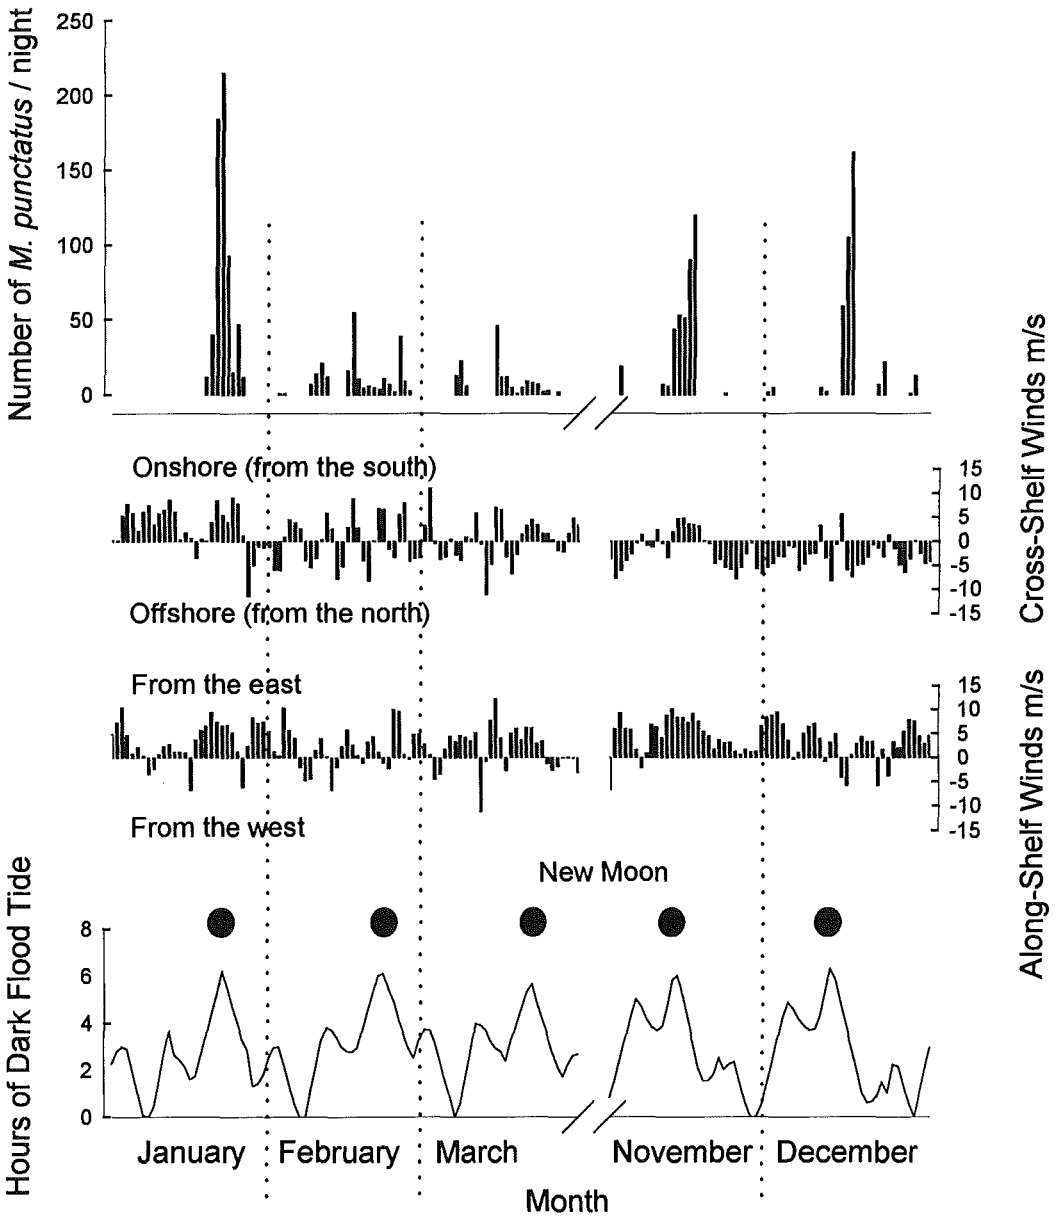 Number of M. punctatus / night
250
200
150
100
50
0
Onshore (from the south)
Offshore (from the north)
15
10
5
0
-5
-10
-15
Cross-Shelf Winds m/s
From the east
From the west
15
10
5
0
-5
-10
-15
Along-Shelf Winds m/s
New Moon
Hours of Dark Flood Tide
8
6
4
2
0
January February March November December
Month